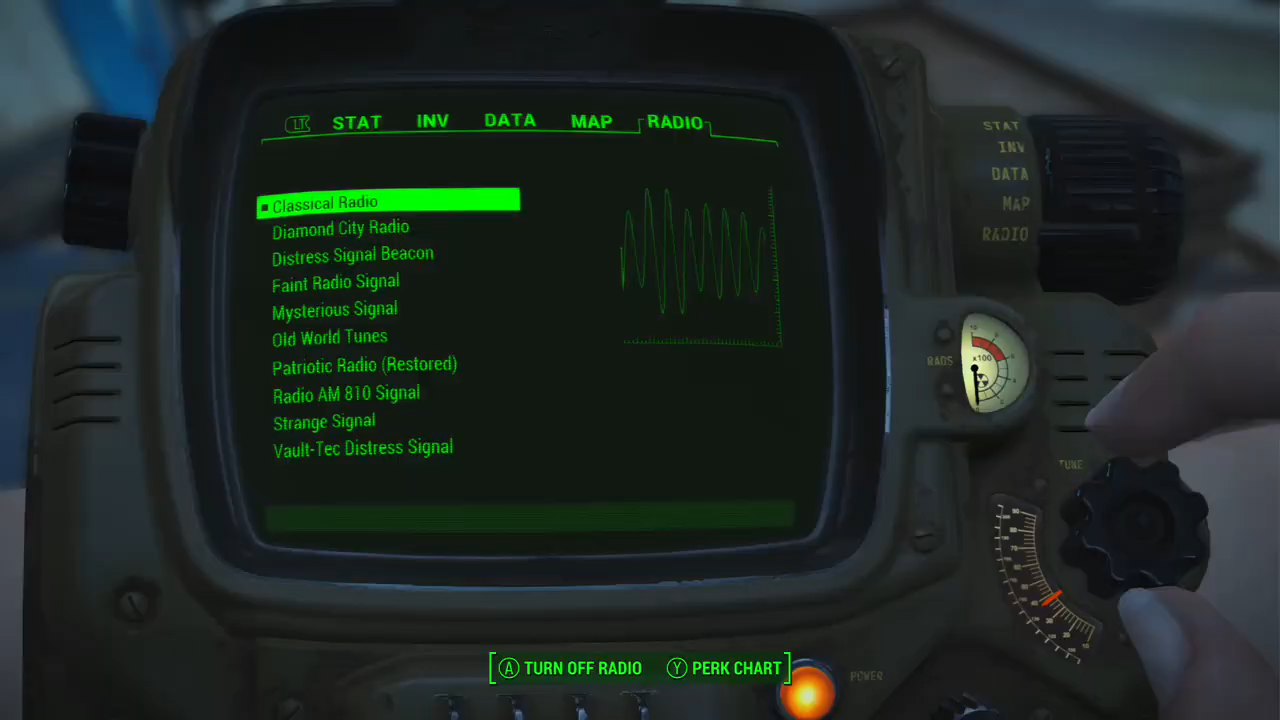 LT STAT INV DATA MAP RADIO
Classical Radio
Diamond City Radio
Distress Signal Beacon
Faint Radio Signal
Mysterious Signal
Old World Tunes
Patriotic Radio (Restored)
Radio AM 810 Signal
Strange Signal
Vault-Tec Distress Signal
STAT
INV
DATA
MAP
RADIO
RADS
x100
TUNE
A TURN OFF RADIO Y PERK CHART
POWER